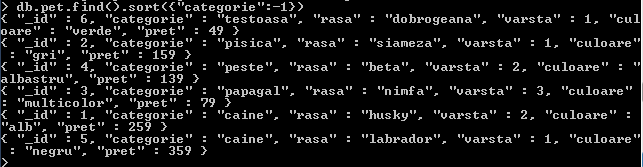 > db.pet.find().sort({"categorie":-1})
{ "_id" : 6, "categorie" : "testoasa", "rasa" : "dobrogeana", "varsta" : 1, "cul
oare" : "verde", "pret" : 49 }
{ "_id" : 2, "categorie" : "pisica", "rasa" : "siameza", "varsta" : 1, "culoare"
 : "gri", "pret" : 159 }
{ "_id" : 4, "categorie" : "peste", "rasa" : "beta", "varsta" : 2, "culoare" : "
albastru", "pret" : 139 }
{ "_id" : 3, "categorie" : "papagal", "rasa" : "nimfa", "varsta" : 3, "culoare"
: "multicolor", "pret" : 79 }
{ "_id" : 1, "categorie" : "caine", "rasa" : "husky", "varsta" : 2, "culoare" :
"alb", "pret" : 259 }
{ "_id" : 5, "categorie" : "caine", "rasa" : "labrador", "varsta" : 1, "culoare"
 : "negru", "pret" : 359 }
>